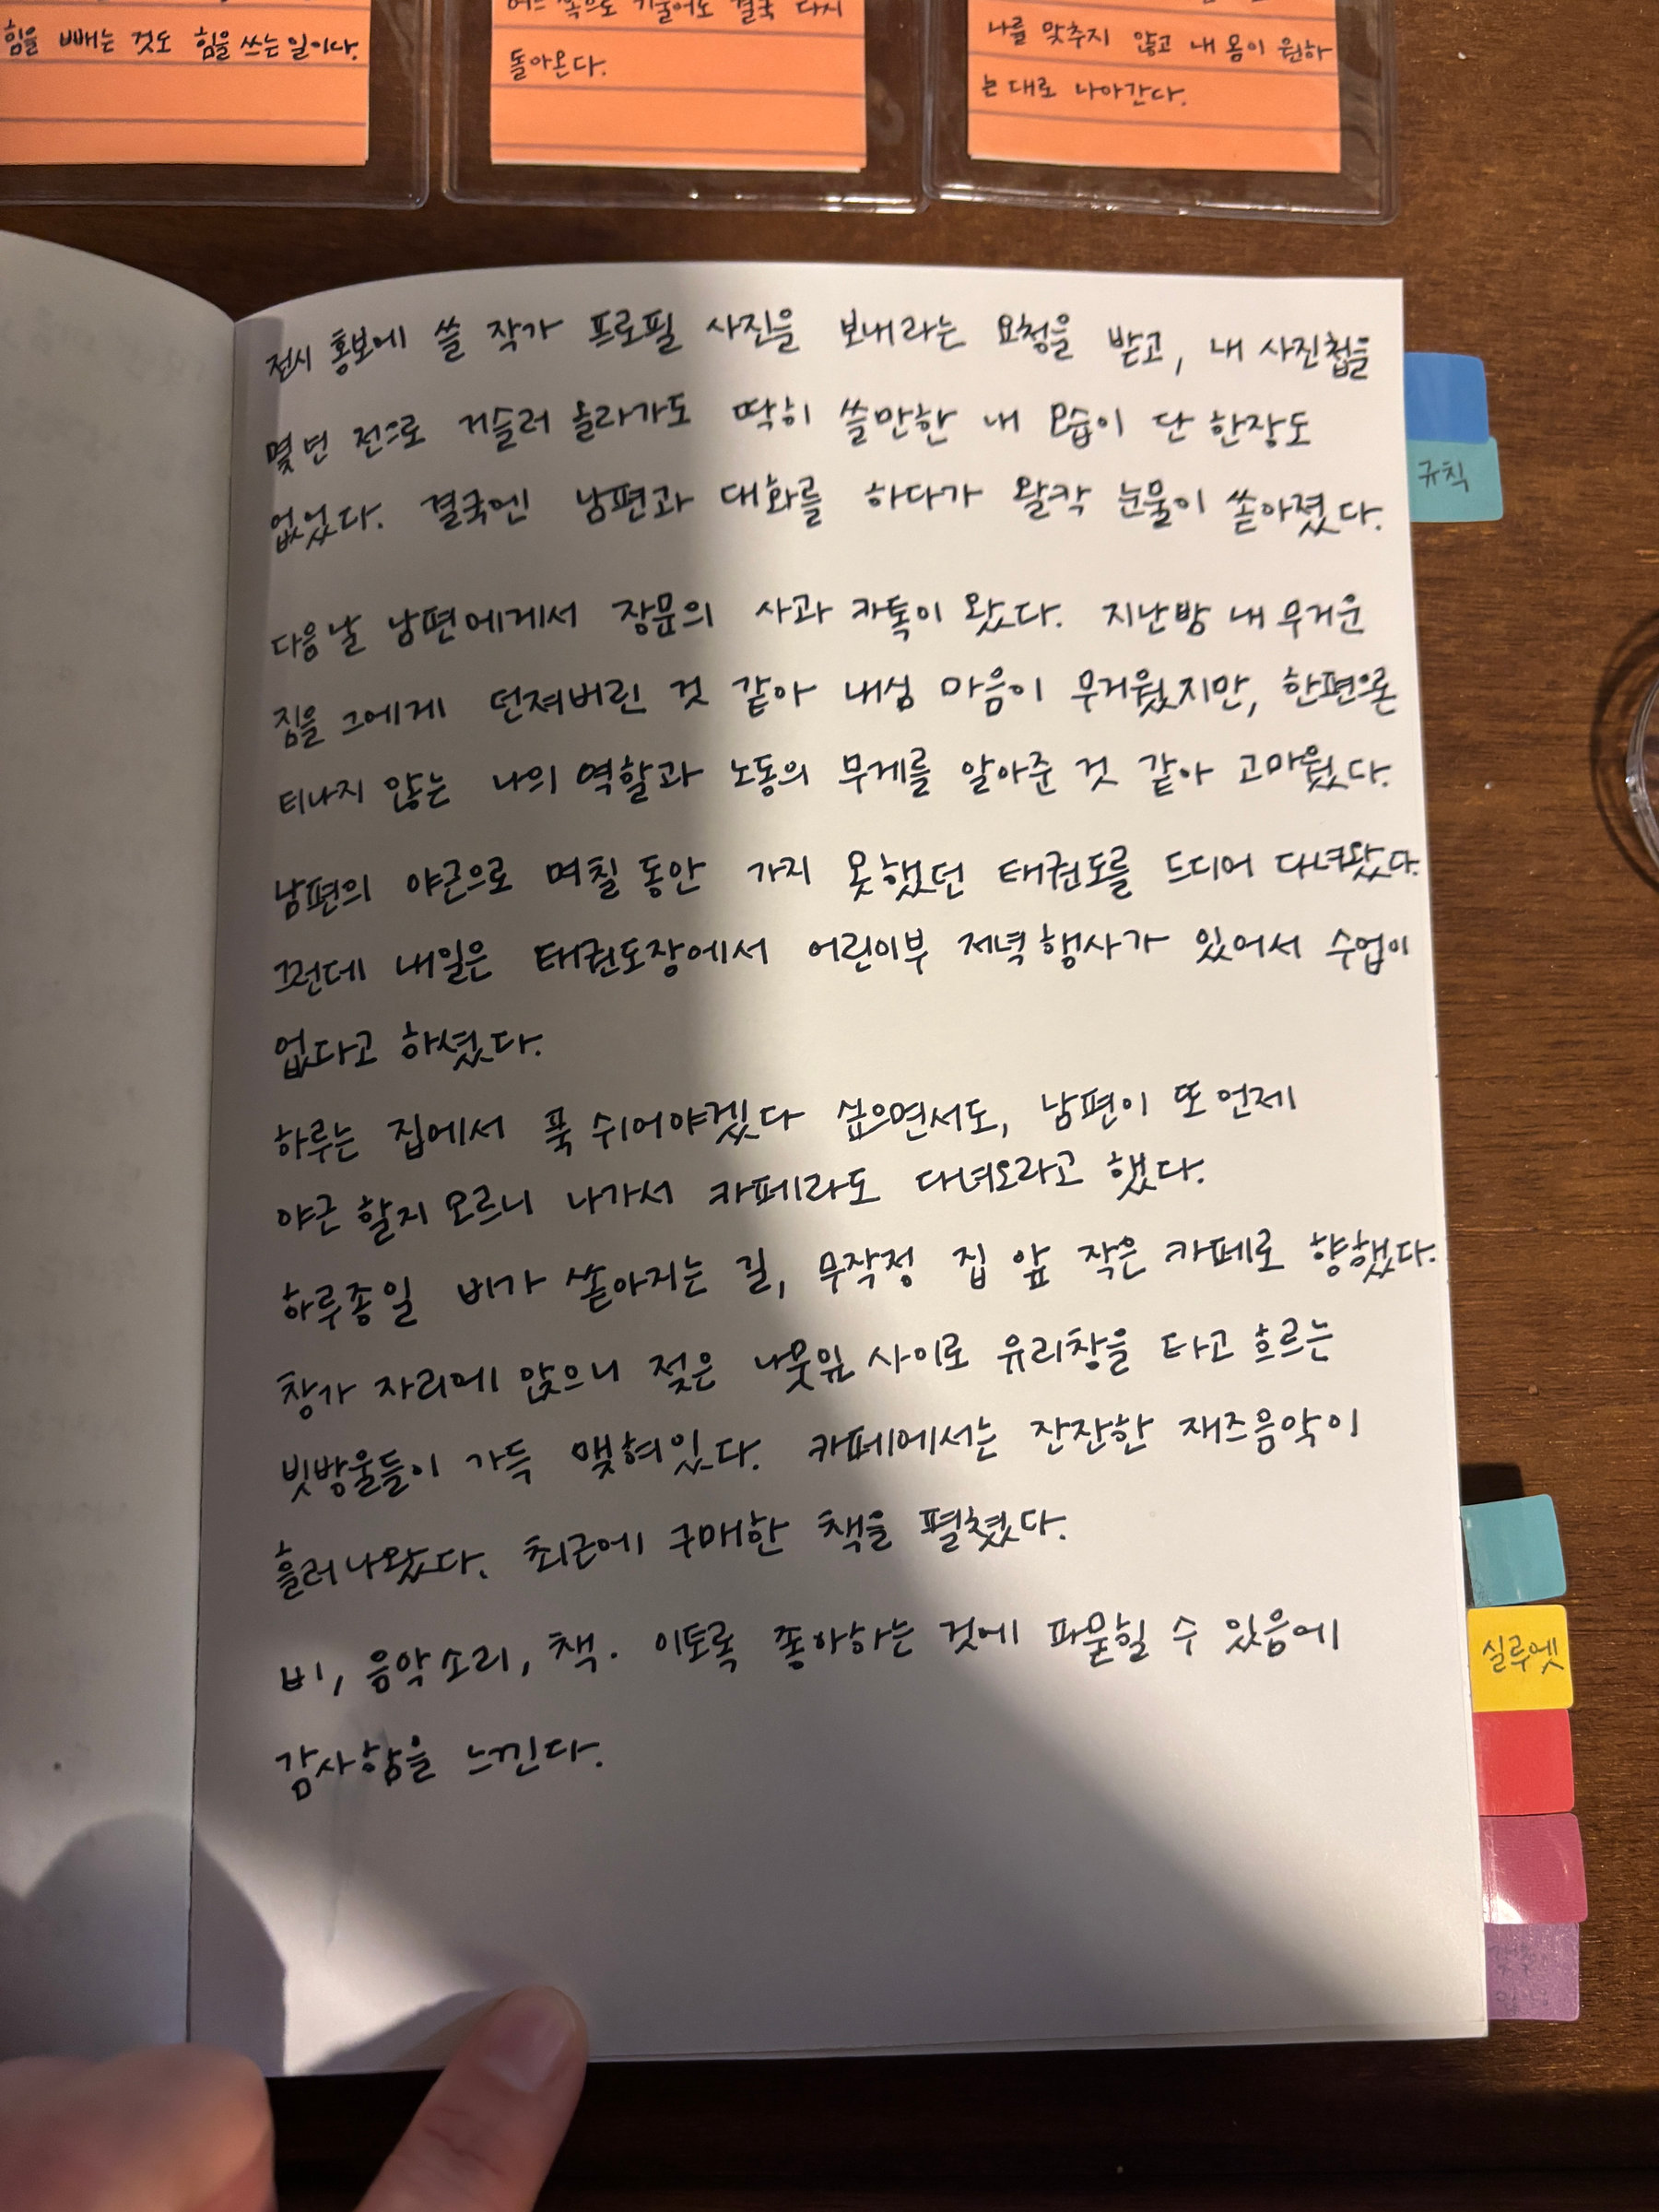 힘을 빼는 것도 힘을 쓰는 일이다.
어느 쪽으로 기울어도 결국 다시
돌아온다.
나를 맞추지 않고 내 몸이 원하
는 대로 나아간다.
전시 홍보에 쓸 작가 프로필 사진을 보내라는 요청을 받고, 내 사진첩을
몇 년 전으로 거슬러 올라가도 딱히 쓸만한 내 모습이 단 한장도
없었다. 결국엔 남편과 대화를 하다가 왈칵 눈물이 쏟아졌다.
다음날 남편에게서 장문의 사과 카톡이 왔다. 지난밤 내 무거운
짐을 그에게 던져버린 것 같아 내심 마음이 무거웠지만, 한편으론
티나지 않는 나의 역할과 노동의 무게를 알아준 것 같아 고마웠다.
남편의 야근으로 며칠 동안 가지 못했던 태권도를 드디어 다녀왔다.
그런데 내일은 태권도장에서 어린이부 저녁행사가 있어서 수업이
없다고 하셨다.
하루는 집에서 푹 쉬어야겠다 싶으면서도, 남편이 또 언제
야근 할지 모르니 나가서 카페라도 다녀오라고 했다.
하루종일 비가 쏟아지는 길, 무작정 집 앞 작은 카페로 향했다.
창가 자리에 앉으니 젖은 나뭇잎 사이로 유리창을 타고 흐르는
빗방울들이 가득 맺혀있다. 카페에서는 잔잔한 재즈음악이
흘러나왔다. 최근에 구매한 책을 펼쳤다.
비, 음악소리, 책. 이토록 좋아하는 것에 파묻힐 수 있음에
감사함을 느낀다.
규칙
실루엣